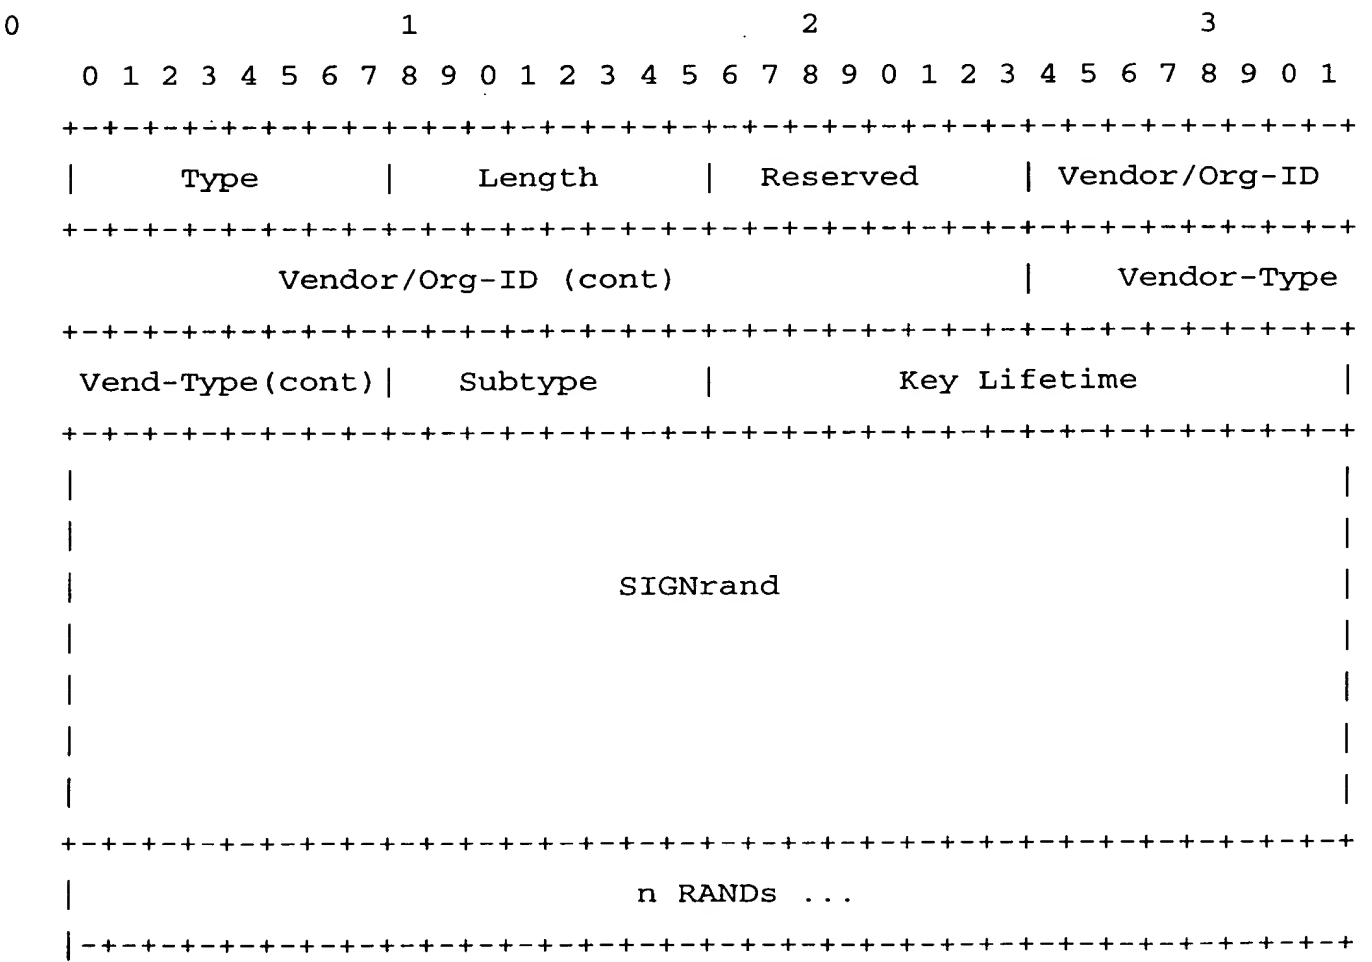 0 1 2 3
0 1 2 3 4 5 6 7 8 9 0 1 2 3 4 5 6 7 8 9 0 1 2 3 4 5 6 7 8 9 0 1
+-+-+-+-+-+-+-+-+-+-+-+-+-+-+-+-+-+-+-+-+-+-+-+-+-+-+-+-+-+-+-+-+
| Type | Length | Reserved | Vendor/Org-ID
+-+-+-+-+-+-+-+-+-+-+-+-+-+-+-+-+-+-+-+-+-+-+-+-+-+-+-+-+-+-+-+-+
Vendor/Org-ID (cont) | Vendor-Type
+-+-+-+-+-+-+-+-+-+-+-+-+-+-+-+-+-+-+-+-+-+-+-+-+-+-+-+-+-+-+-+-+
Vend-Type(cont)| Subtype | Key Lifetime |
+-+-+-+-+-+-+-+-+-+-+-+-+-+-+-+-+-+-+-+-+-+-+-+-+-+-+-+-+-+-+-+-+
| |
| |
| SIGNrand |
| |
| |
| |
| |
+-+-+-+-+-+-+-+-+-+-+-+-+-+-+-+-+-+-+-+-+-+-+-+-+-+-+-+-+-+-+-+-+
| n RANDs ...
|-+-+-+-+-+-+-+-+-+-+-+-+-+-+-+-+-+-+-+-+-+-+-+-+-+-+-+-+-+-+-+-+